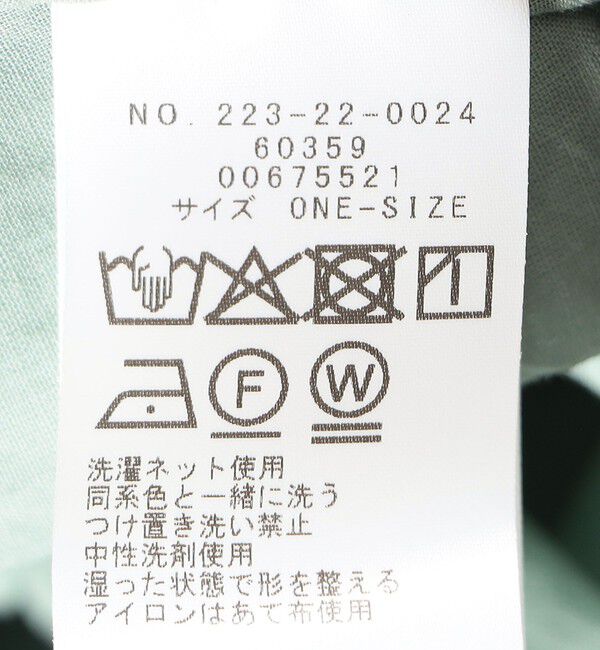 NO. 223-22-0024
60359
00675521
サイズ ONE-SIZE
F W
洗濯ネット使用
同系色と一緒に洗う
つけ置き洗い禁止
中性洗剤使用
湿った状態で形を整える
アイロンはあて布使用